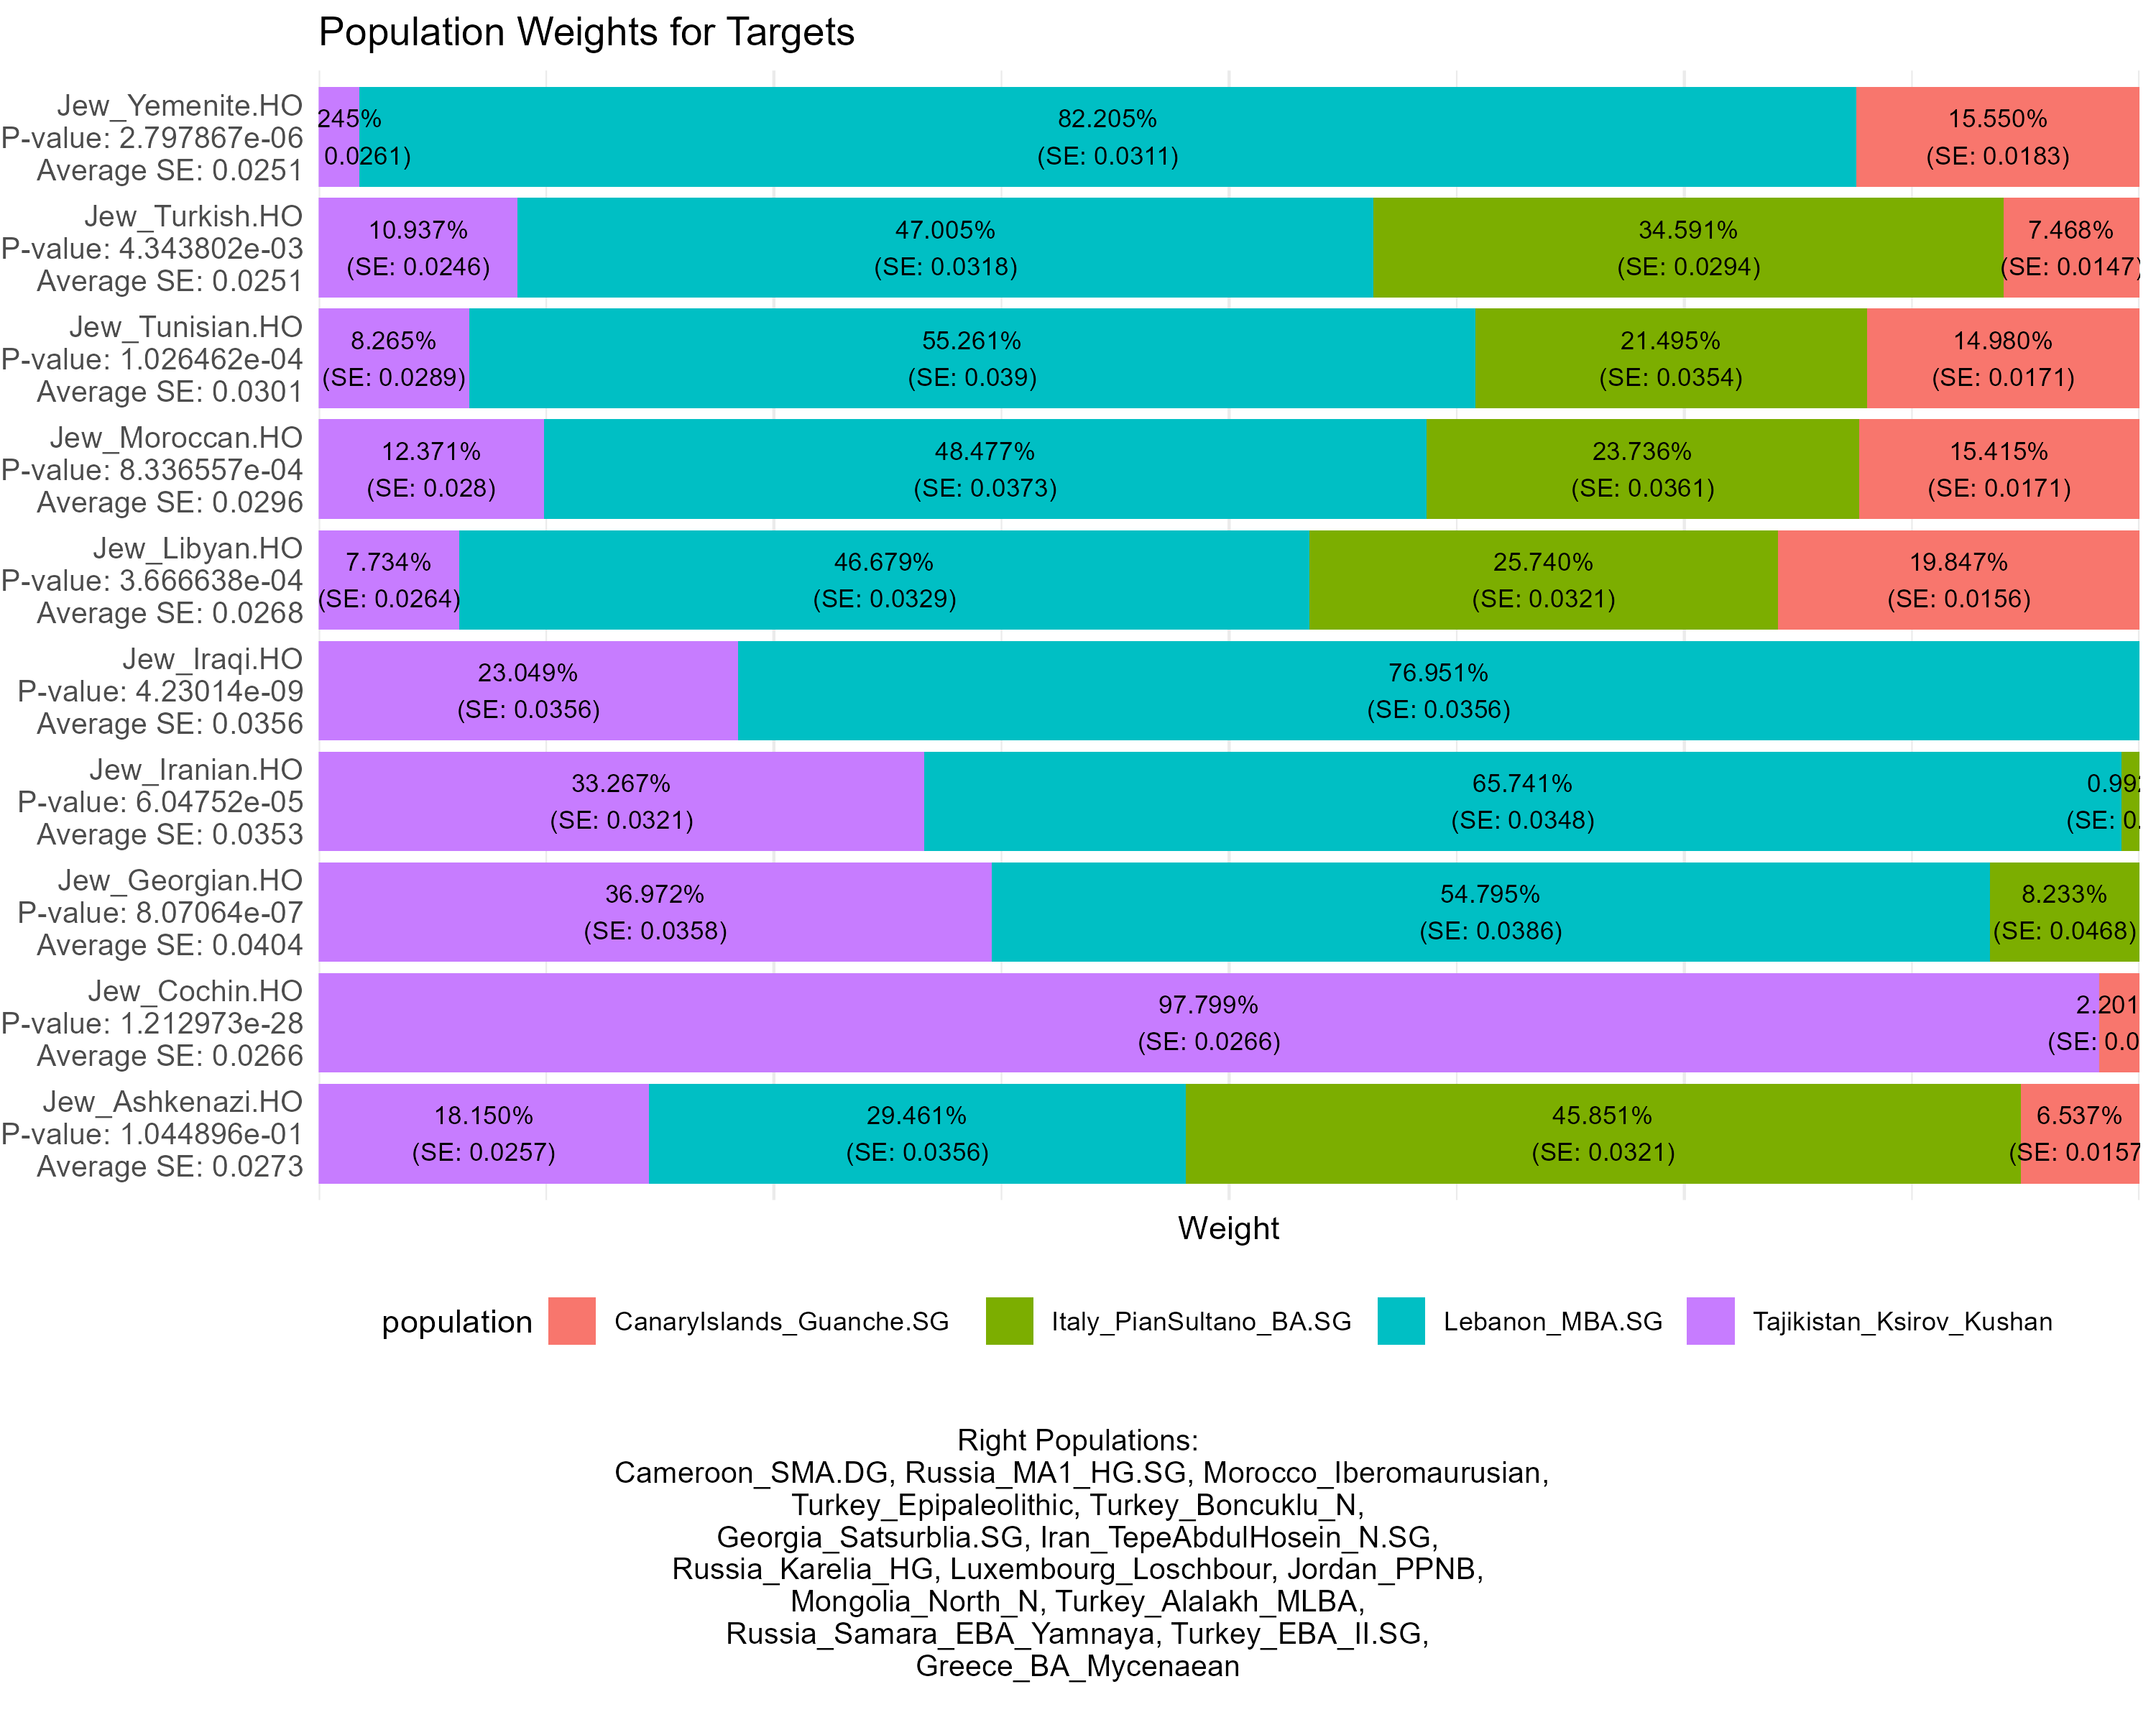 Population Weights for Targets
Jew_Yemenite.HO
P-value: 2.797867e-06
Average SE: 0.0251
245% 82.205% 15.550%
0.0261) (SE: 0.0311) (SE: 0.0183)
Jew_Turkish.HO
P-value: 4.343802e-03
Average SE: 0.0251
10.937% 47.005% 34.591% 7.468%
(SE: 0.0246) (SE: 0.0318) (SE: 0.0294) (SE: 0.0147)
Jew_Tunisian.HO
P-value: 1.026462e-04
Average SE: 0.0301
8.265% 55.261% 21.495% 14.980%
(SE: 0.0289) (SE: 0.039) (SE: 0.0354) (SE: 0.0171)
Jew_Moroccan.HO
P-value: 8.336557e-04
Average SE: 0.0296
12.371% 48.477% 23.736% 15.415%
(SE: 0.028) (SE: 0.0373) (SE: 0.0361) (SE: 0.0171)
Jew_Libyan.HO
P-value: 3.666638e-04
Average SE: 0.0268
7.734% 46.679% 25.740% 19.847%
(SE: 0.0264) (SE: 0.0329) (SE: 0.0321) (SE: 0.0156)
Jew_Iraqi.HO
P-value: 4.23014e-09
Average SE: 0.0356
23.049% 76.951%
(SE: 0.0356) (SE: 0.0356)
Jew_Iranian.HO
P-value: 6.04752e-05
Average SE: 0.0353
33.267% 65.741% 0.992
(SE: 0.0321) (SE: 0.0348) (SE: 0.
Jew_Georgian.HO
P-value: 8.07064e-07
Average SE: 0.0404
36.972% 54.795% 8.233%
(SE: 0.0358) (SE: 0.0386) (SE: 0.0468)
Jew_Cochin.HO
P-value: 1.212973e-28
Average SE: 0.0266
97.799% 2.201
(SE: 0.0266) (SE: 0.0
Jew_Ashkenazi.HO
P-value: 1.044896e-01
Average SE: 0.0273
18.150% 29.461% 45.851% 6.537%
(SE: 0.0257) (SE: 0.0356) (SE: 0.0321) (SE: 0.0157
Weight
population CanaryIslands_Guanche.SG Italy_PianSultano_BA.SG Lebanon_MBA.SG Tajikistan_Ksirov_Kushan
Right Populations:
Cameroon_SMA.DG, Russia_MA1_HG.SG, Morocco_Iberomaurusian,
Turkey_Epipaleolithic, Turkey_Boncuklu_N,
Georgia_Satsurblia.SG, Iran_TepeAbdulHosein_N.SG,
Russia_Karelia_HG, Luxembourg_Loschbour, Jordan_PPNB,
Mongolia_North_N, Turkey_Alalakh_MLBA,
Russia_Samara_EBA_Yamnaya, Turkey_EBA_II.SG,
Greece_BA_Mycenaean